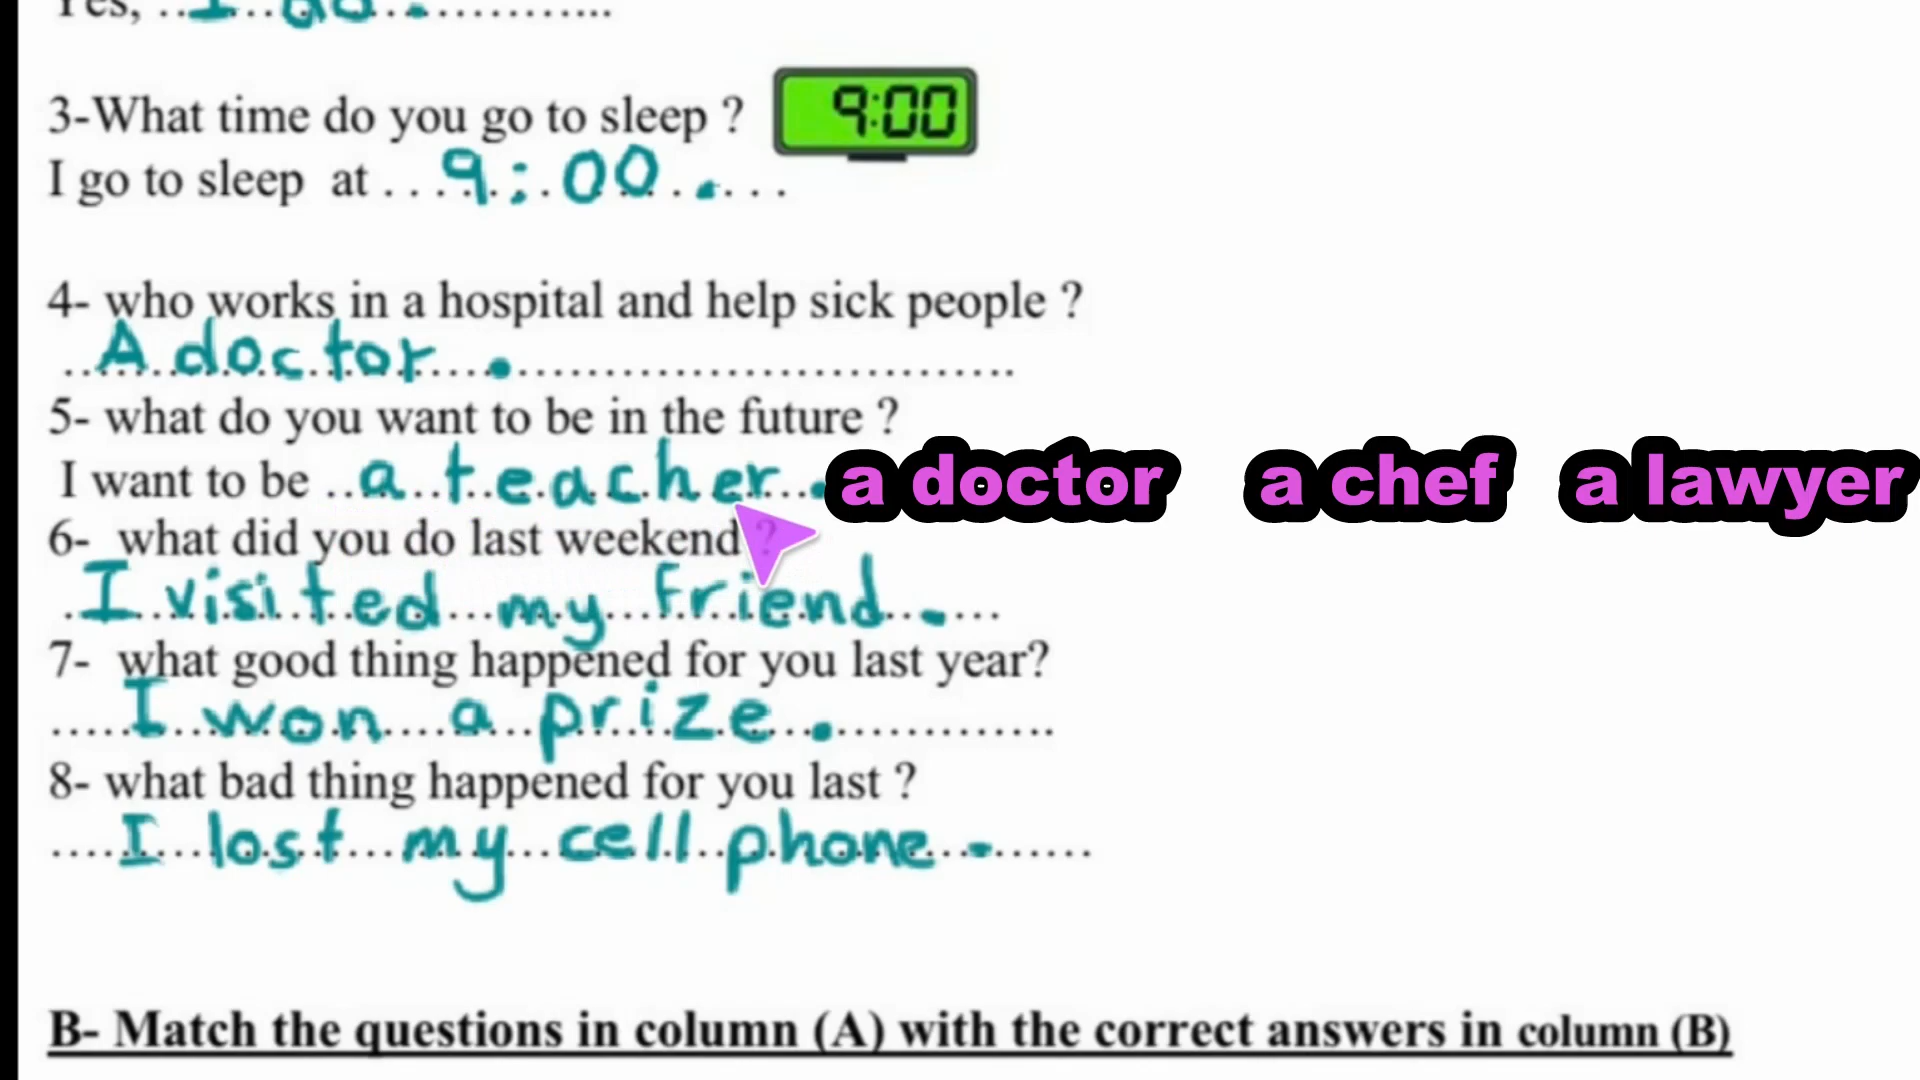 Yes, ...I do....
3-What time do you go to sleep ? 9:00
I go to sleep at ...9:00....
4- who works in a hospital and help sick people ?
...A doctor....
5- what do you want to be in the future ?
I want to be ...a teacher.... a doctor a chef a lawyer
6- what did you do last weekend ?
...I visited my friend....
7- what good thing happened for you last year?
...I won a prize....
8- what bad thing happened for you last ?
...I lost my cell phone....
B- Match the questions in column (A) with the correct answers in column (B)